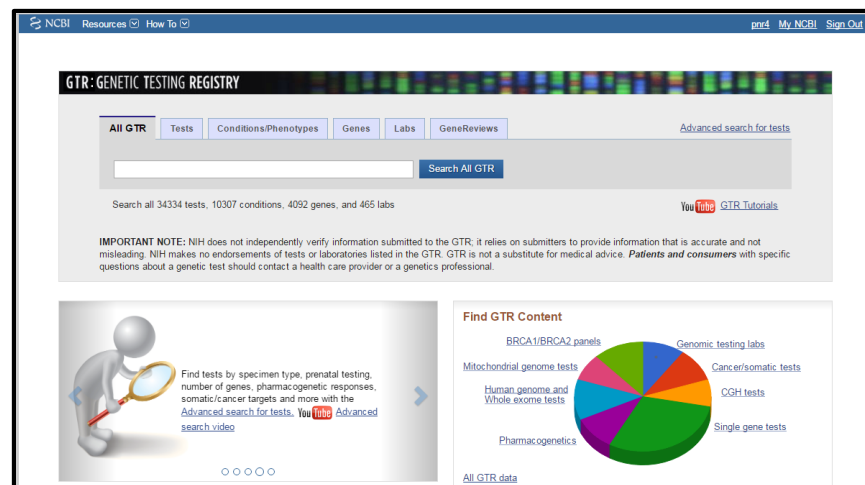 NCBI Resources How To pnr4 My NCBI Sign Out
GTR: GENETIC TESTING REGISTRY
All GTR Tests Conditions/Phenotypes Genes Labs GeneReviews Advanced search for tests
Search All GTR
Search all 34334 tests, 10307 conditions, 4092 genes, and 465 labs
YouTube GTR Tutorials
IMPORTANT NOTE: NIH does not independently verify information submitted to the GTR; it relies on submitters to provide information that is accurate and not
misleading. NIH makes no endorsements of tests or laboratories listed in the GTR. GTR is not a substitute for medical advice. Patients and consumers with specific
questions about a genetic test should contact a health care provider or a genetics professional.
Find tests by specimen type, prenatal testing,
number of genes, pharmacogenetic responses,
somatic/cancer targets and more with the
Advanced search for tests. YouTube Advanced
search video
Find GTR Content
BRCA1/BRCA2 panels
Genomic testing labs
Mitochondrial genome tests
Cancer/somatic tests
Human genome and
Whole exome tests
CGH tests
Single gene tests
Pharmacogenetics
All GTR data